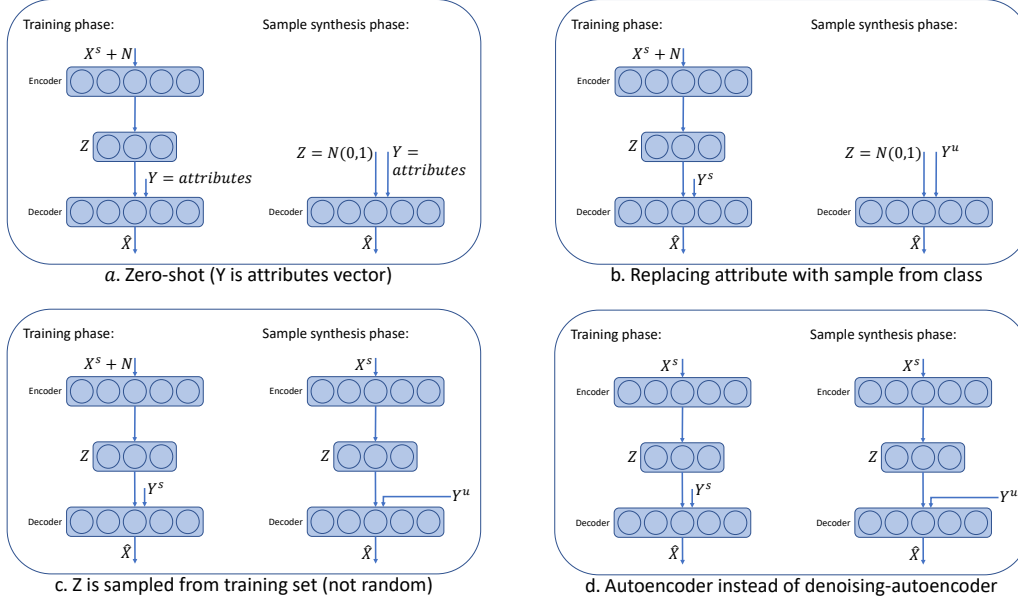 Training phase:
Sample synthesis phase:
X^s + N
Encoder
Z
Z = N(0,1)
Y =
attributes
Y = attributes
Decoder
Decoder
X̂
X̂
a. Zero-shot (Y is attributes vector)
Training phase:
Sample synthesis phase:
X^s + N
Encoder
Z
Z = N(0,1)
Y^u
Y^s
Decoder
Decoder
X̂
X̂
b. Replacing attribute with sample from class
Training phase:
Sample synthesis phase:
X^s + N
X^s
Encoder
Encoder
Z
Z
Y^s
Y^u
Decoder
Decoder
X̂
X̂
c. Z is sampled from training set (not random)
Training phase:
Sample synthesis phase:
X^s
X^s
Encoder
Encoder
Z
Z
Y^s
Y^u
Decoder
Decoder
X̂
X̂
d. Autoencoder instead of denoising-autoencoder